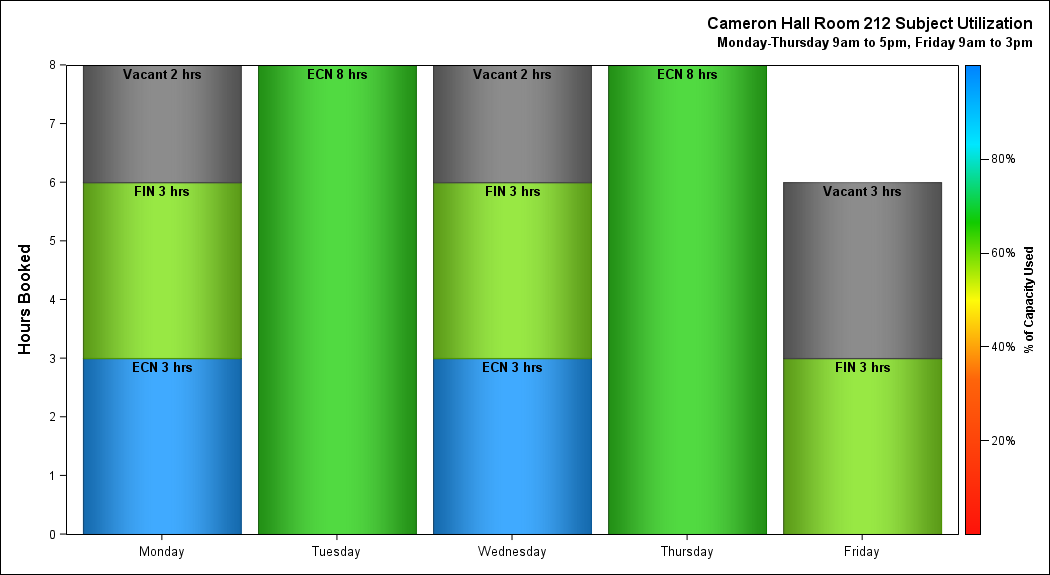 Cameron Hall Room 212 Subject Utilization
Monday-Thursday 9am to 5pm, Friday 9am to 3pm
Hours Booked
8
7
6
5
4
3
2
1
0
Vacant 2 hrs
FIN 3 hrs
ECN 3 hrs
ECN 8 hrs
Vacant 2 hrs
FIN 3 hrs
ECN 3 hrs
ECN 8 hrs
Vacant 3 hrs
FIN 3 hrs
Monday
Tuesday
Wednesday
Thursday
Friday
80%
60%
40%
20%
% of Capacity Used